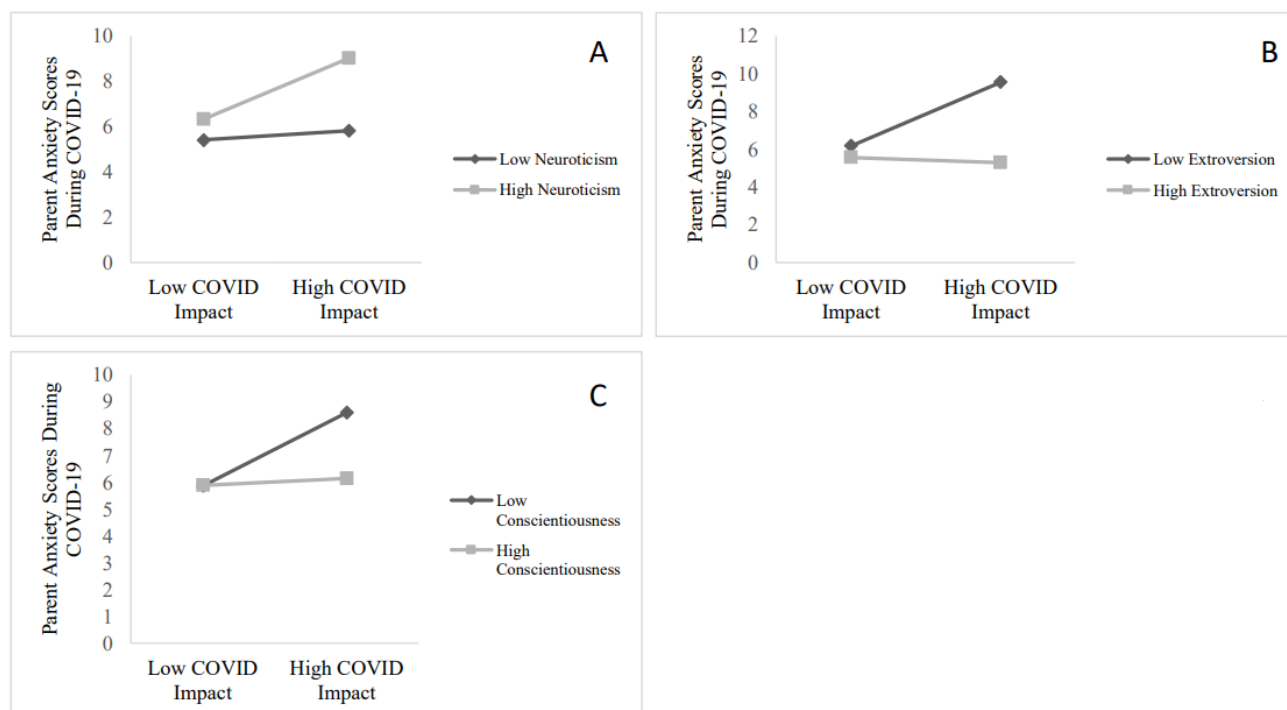 A
Parent Anxiety Scores
During COVID-19
10
8
6
4
2
0
Low COVID
Impact
High COVID
Impact
Low Neuroticism
High Neuroticism
B
Parent Anxiety Scores
During COVID-19
12
10
8
6
4
2
0
Low COVID
Impact
High COVID
Impact
Low Extroversion
High Extroversion
C
Parent Anxiety Scores During
COVID-19
10
9
8
7
6
5
4
3
2
1
0
Low COVID
Impact
High COVID
Impact
Low
Conscientiousness
High
Conscientiousness